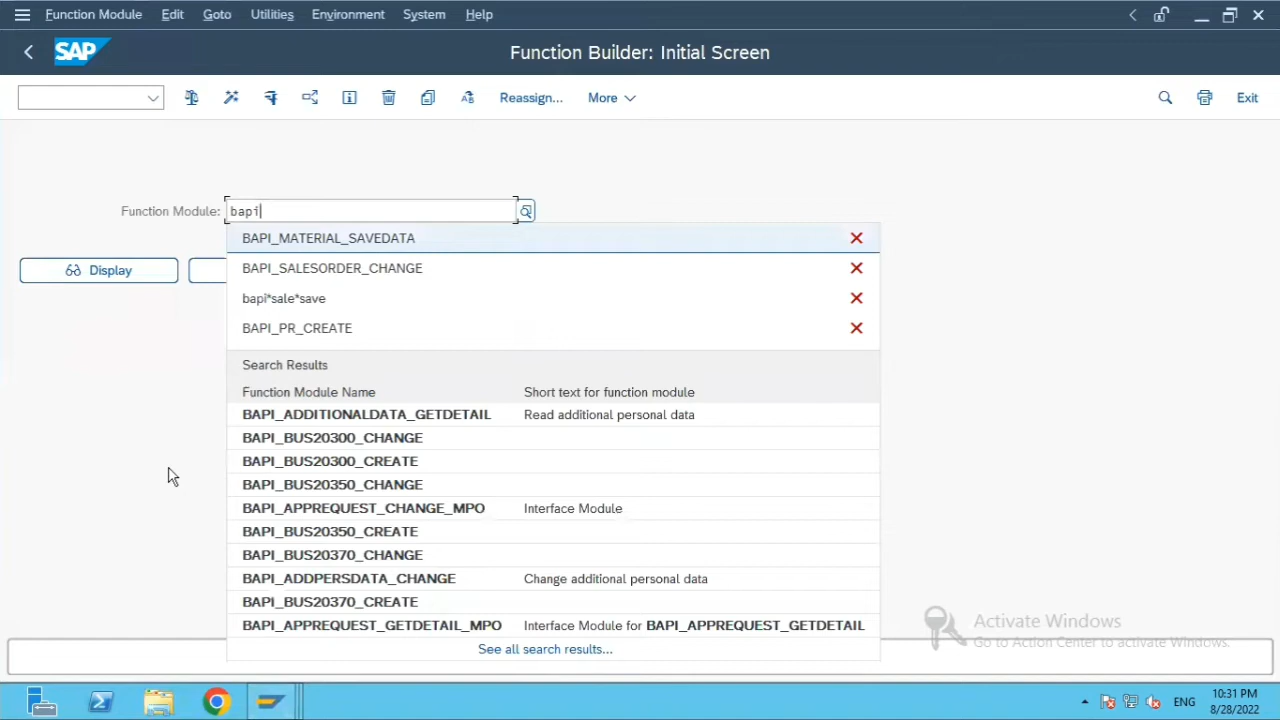 Function Module Edit Goto Utilities Environment System Help
SAP Function Builder: Initial Screen
Reassign... More Exit
Function Module: bapi
BAPI_MATERIAL_SAVEDATA
Display
BAPI_SALESORDER_CHANGE
bapi*sale*save
BAPI_PR_CREATE
Search Results
Function Module Name Short text for function module
BAPI_ADDITIONALDATA_GETDETAIL Read additional personal data
BAPI_BUS20300_CHANGE
BAPI_BUS20300_CREATE
BAPI_BUS20350_CHANGE
BAPI_APPREQUEST_CHANGE_MPO Interface Module
BAPI_BUS20350_CREATE
BAPI_BUS20370_CHANGE
BAPI_ADDPERSDATA_CHANGE Change additional personal data
BAPI_BUS20370_CREATE
BAPI_APPREQUEST_GETDETAIL_MPO Interface Module for BAPI_APPREQUEST_GETDETAIL
See all search results...
Activate Windows
Go to Action Center to activate Windows.
ENG
10:31 PM
8/28/2022